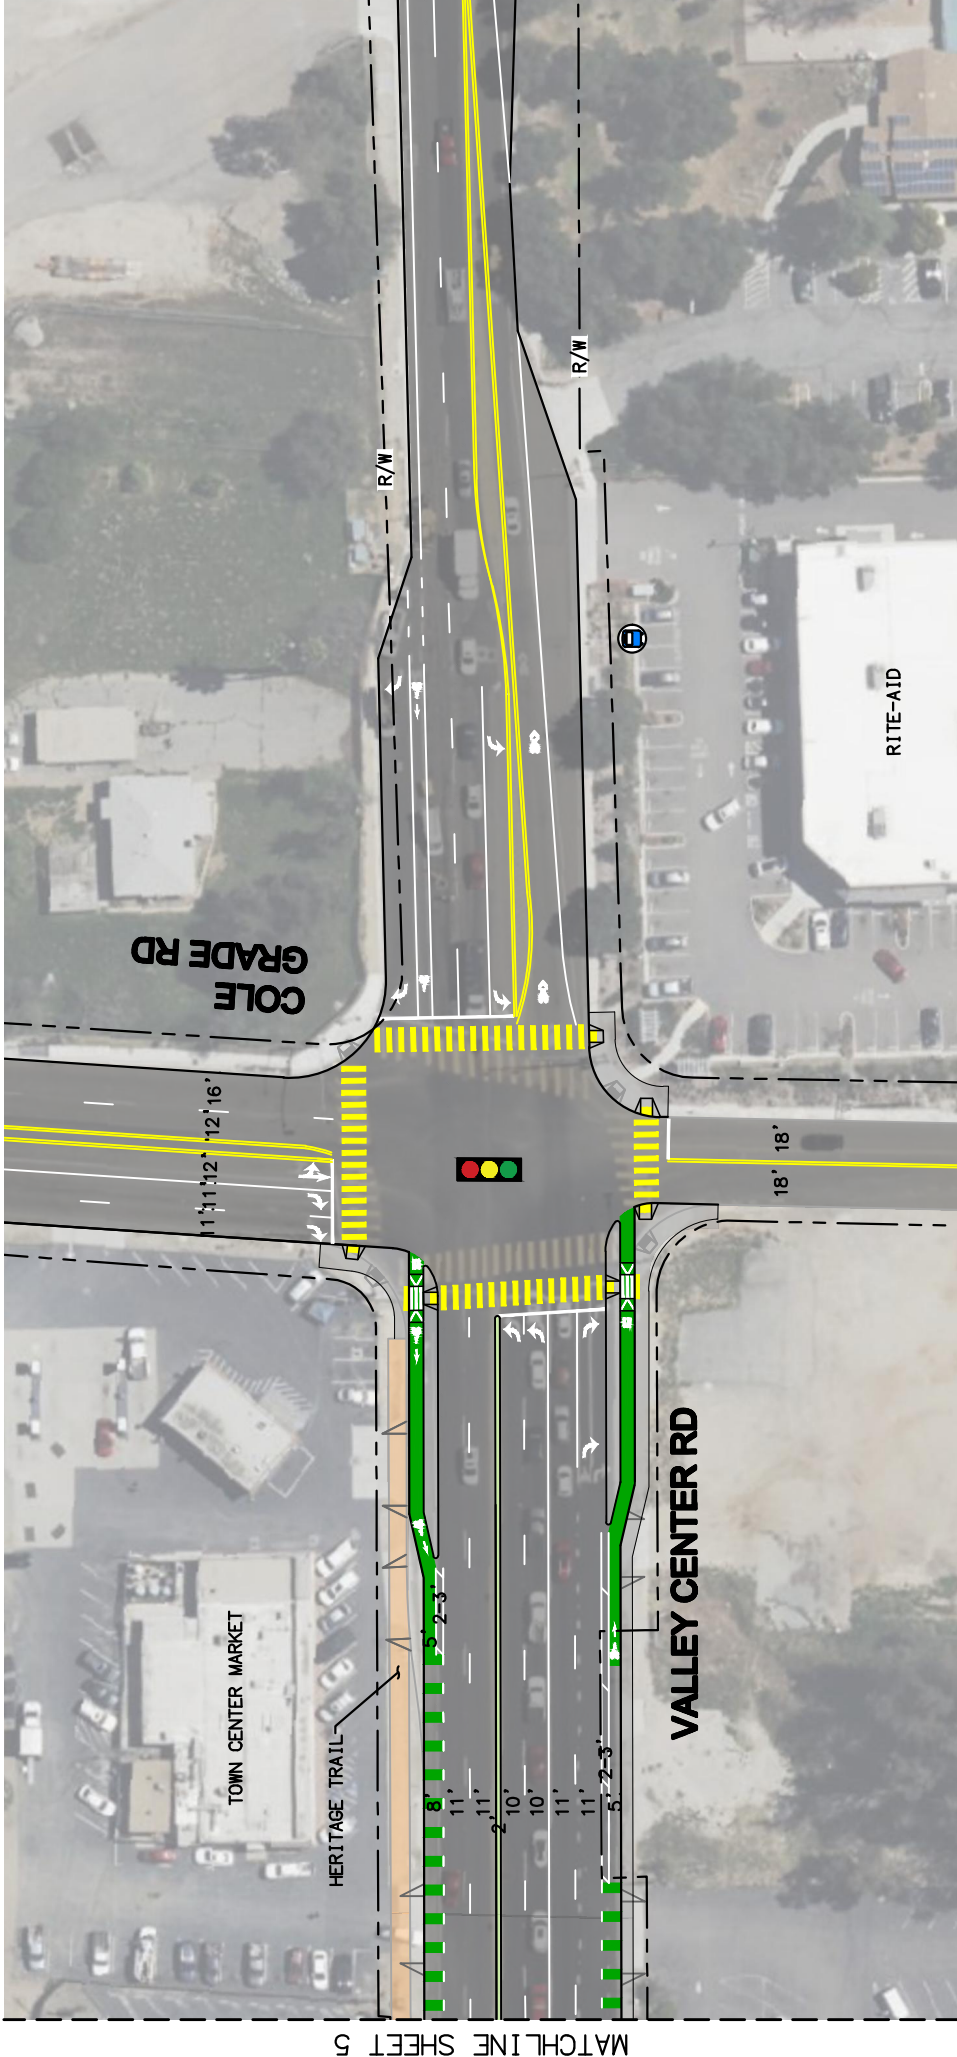 R/W
R/W
RITE-AID
COLE
GRADE RD
16'
12'
12'
11'
11'
18'
18'
VALLEY CENTER RD
TOWN CENTER MARKET
HERITAGE TRAIL
5'
2-3'
8'
11'
11'
2'
10'
10'
11'
11'
2-3'
5'
MATCHLINE SHEET 5